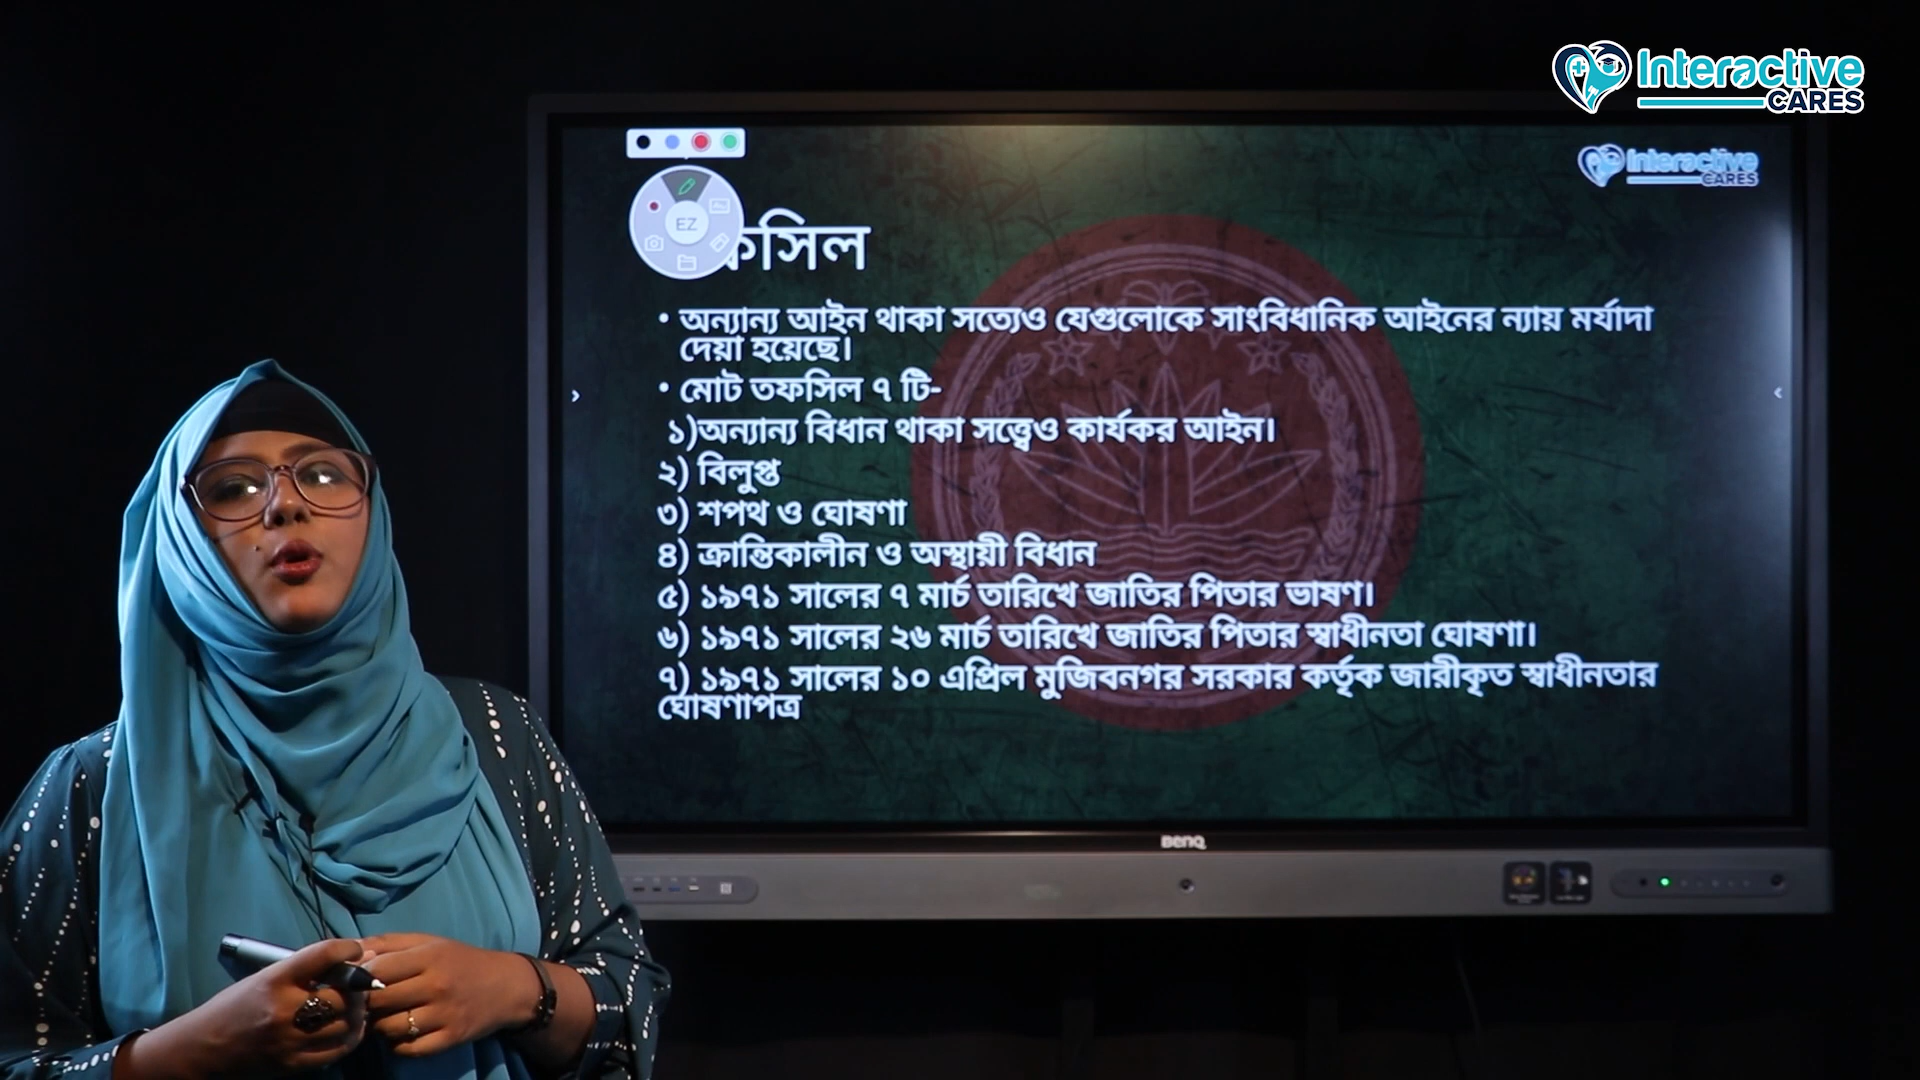 Interactive
CARES
Interactive
CARES
EZ
ফসিল
• অন্যান্য আইন থাকা সত্যেও যেগুলোকে সাংবিধানিক আইনের ন্যায় মর্যাদা
দেয়া হয়েছে।
• মোট তফসিল ৭ টি-
১)অন্যান্য বিধান থাকা সত্ত্বেও কার্যকর আইন।
২) বিলুপ্ত
৩) শপথ ও ঘোষণা
৪) ক্রান্তিকালীন ও অস্থায়ী বিধান
৫) ১৯৭১ সালের ৭ মার্চ তারিখে জাতির পিতার ভাষণ।
৬) ১৯৭১ সালের ২৬ মার্চ তারিখে জাতির পিতার স্বাধীনতা ঘোষণা।
৭) ১৯৭১ সালের ১০ এপ্রিল মুজিবনগর সরকার কর্তৃক জারীকৃত স্বাধীনতার
ঘোষণাপত্র
BenQ